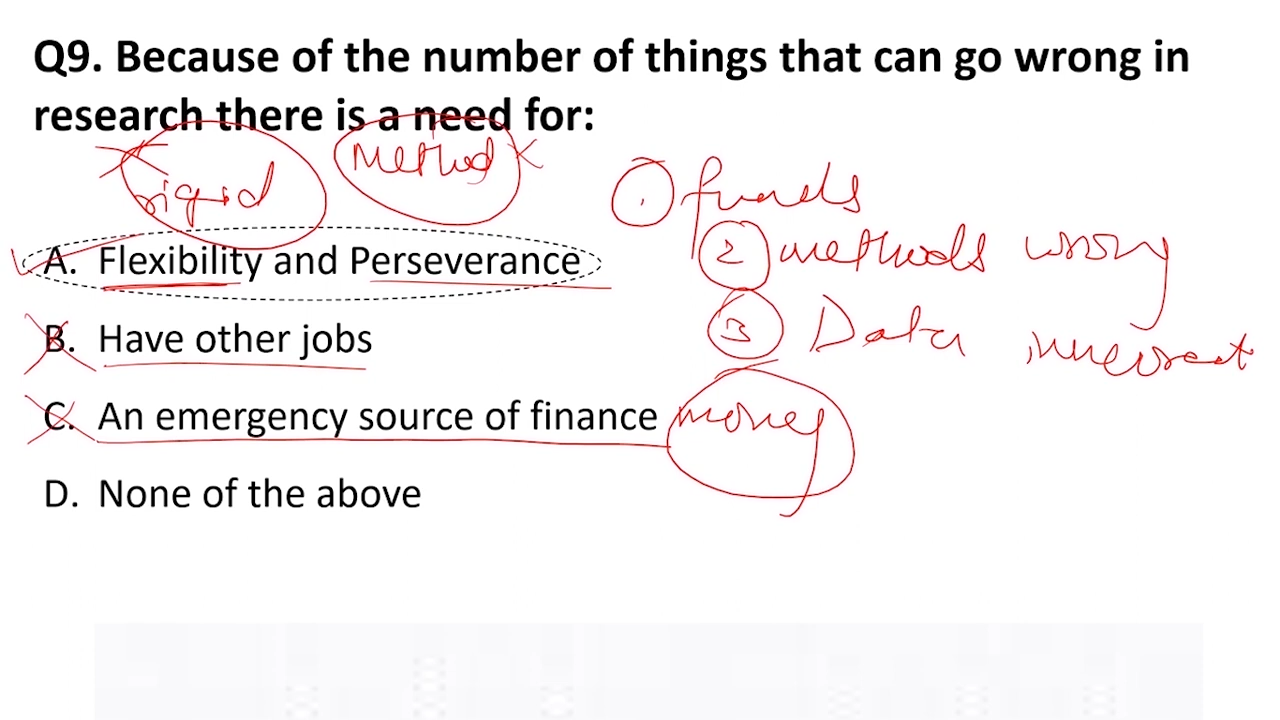 Q9. Because of the number of things that can go wrong in
research there is a need for:
rigid
Method
1 funds
A. Flexibility and Perseverance
2 methods wrong
B. Have other jobs
3 Data incorrect
C. An emergency source of finance
money
D. None of the above